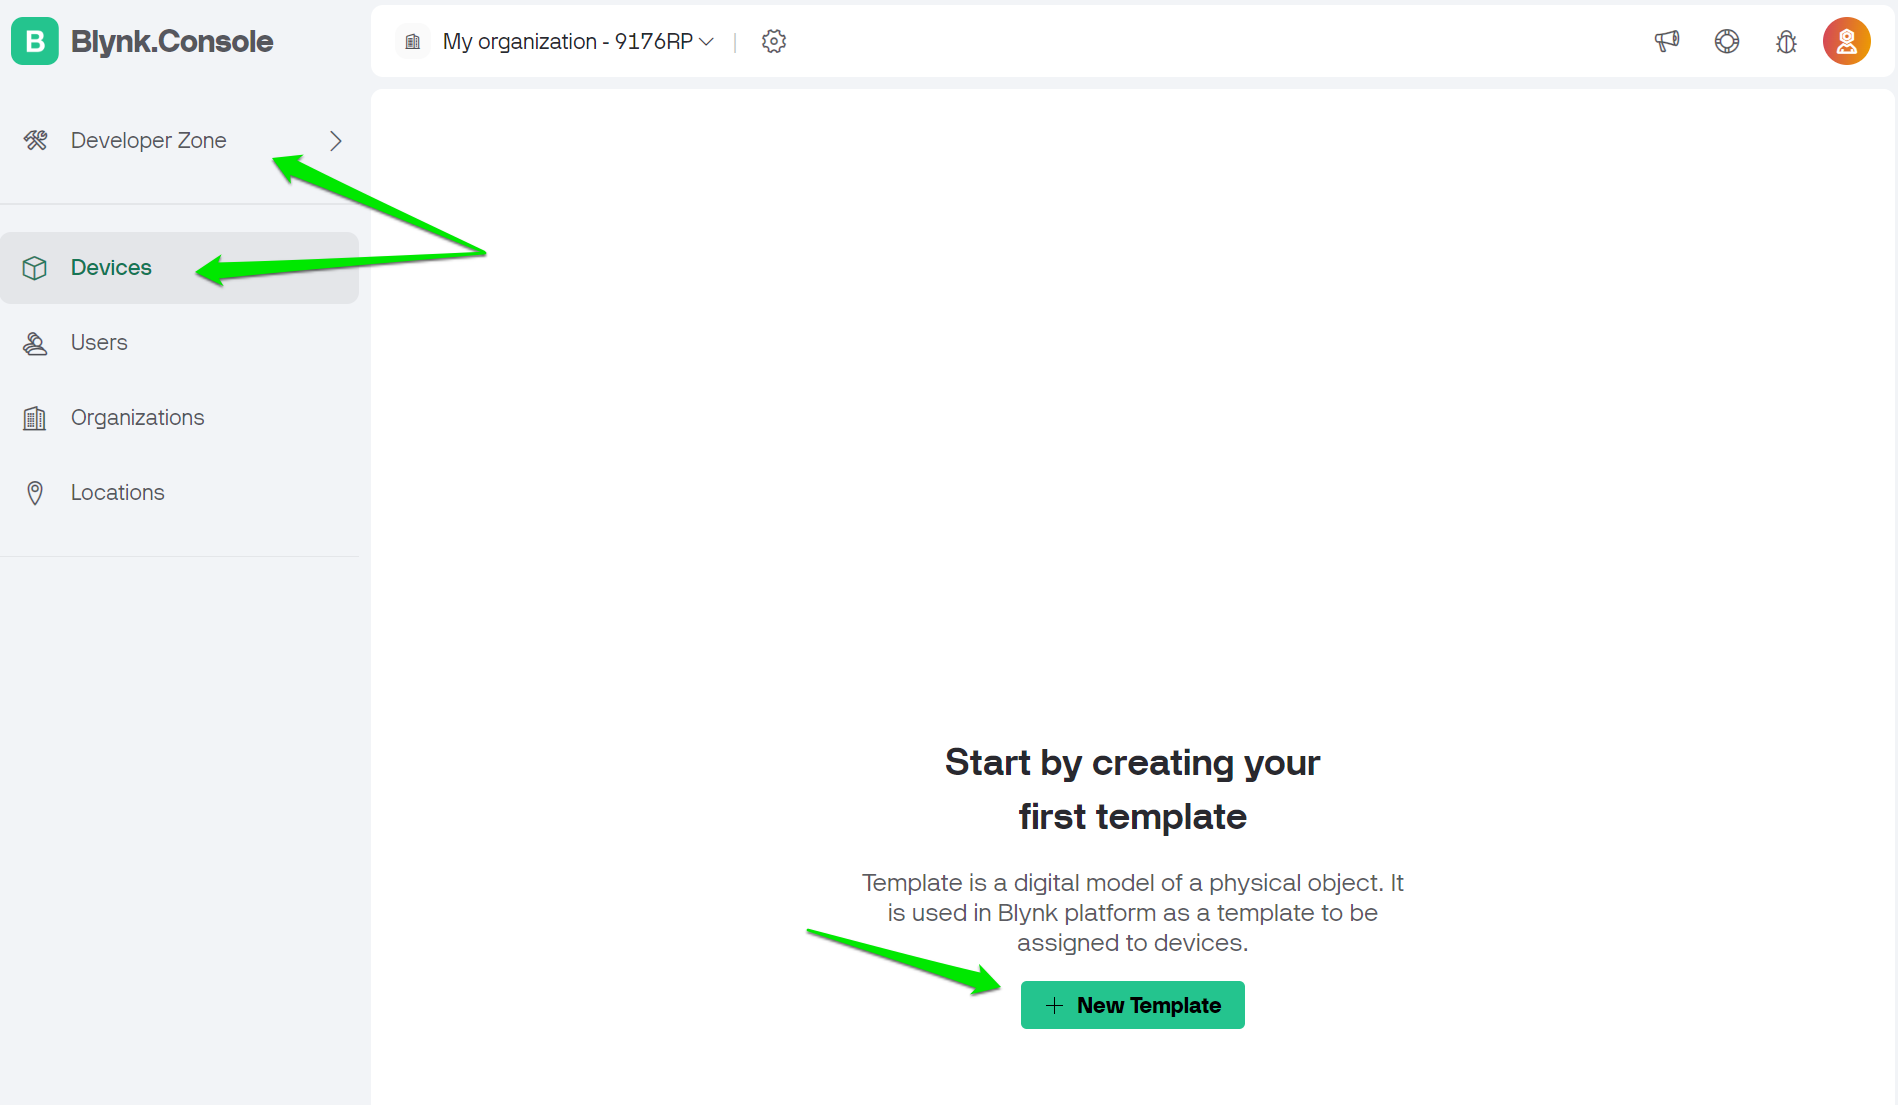 B Blynk.Console
My organization - 9176RP
Developer Zone
Devices
Users
Organizations
Locations
Start by creating your
first template
Template is a digital model of a physical object. It
is used in Blynk platform as a template to be
assigned to devices.
New Template